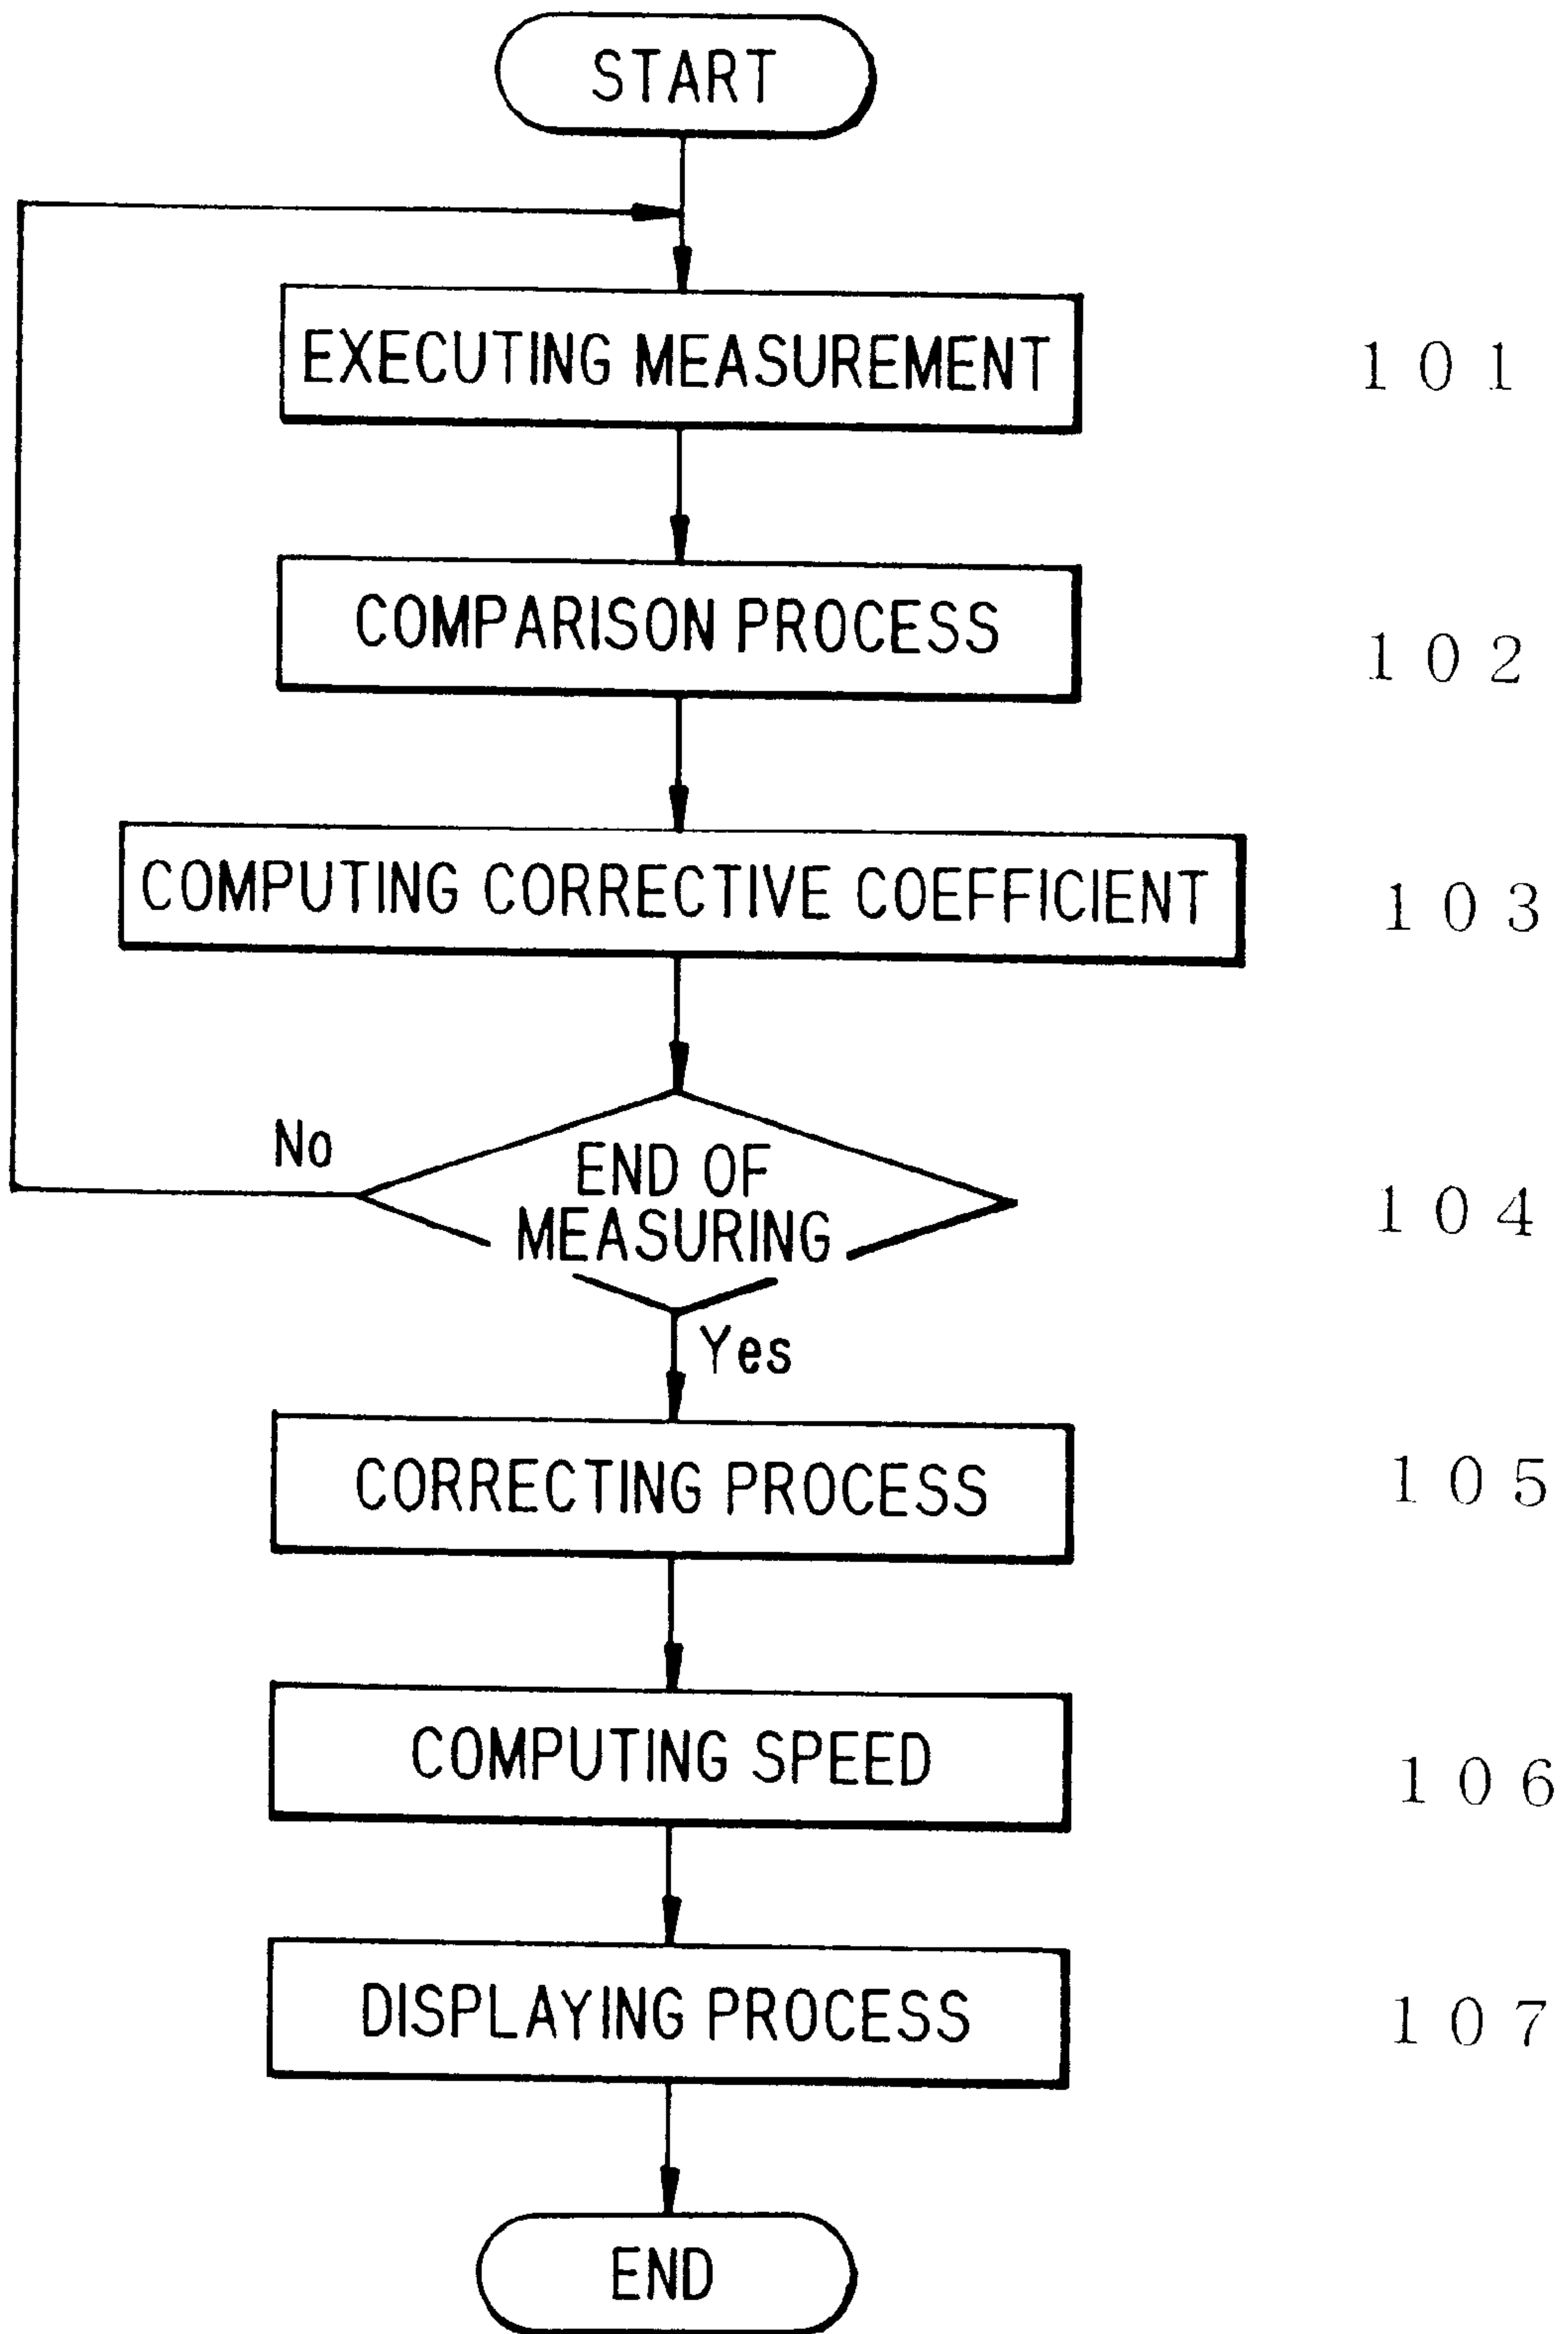 START
EXECUTING MEASUREMENT 101
COMPARISON PROCESS 102
COMPUTING CORRECTIVE COEFFICIENT 103
No
END OF
MEASURING 104
Yes
CORRECTING PROCESS 105
COMPUTING SPEED 106
DISPLAYING PROCESS 107
END